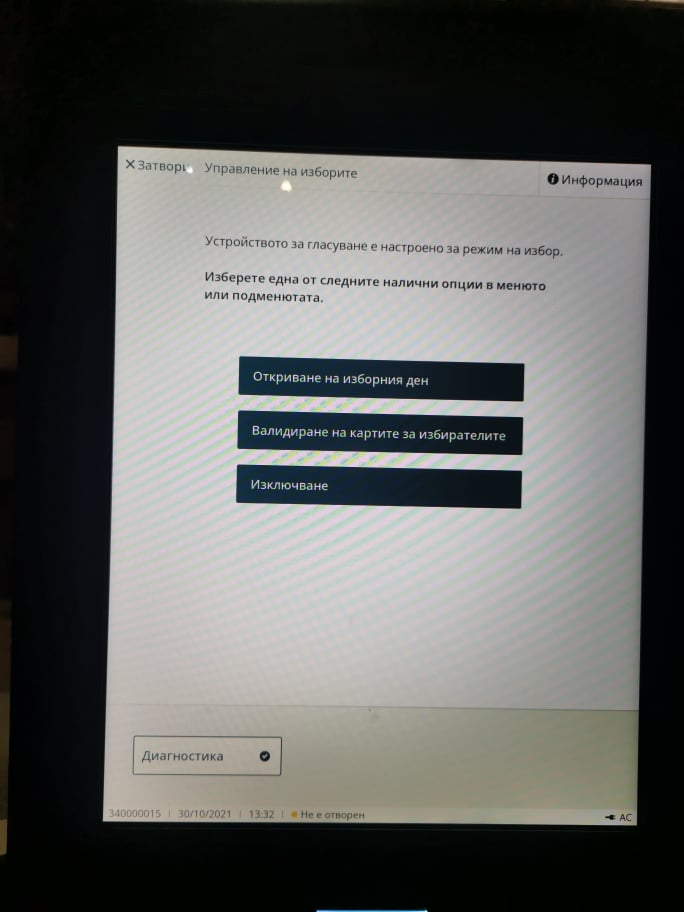 ✕ Затвори Управление на изборите
Информация
Устройството за гласуване е настроено за режим на избор.
Изберете една от следните налични опции в менюто
или подменютата.
Откриване на изборния ден
Валидиране на картите за избирателите
Изключване
Диагностика
340000015 | 30/10/2021 | 13:32 | Не е отворен
AC